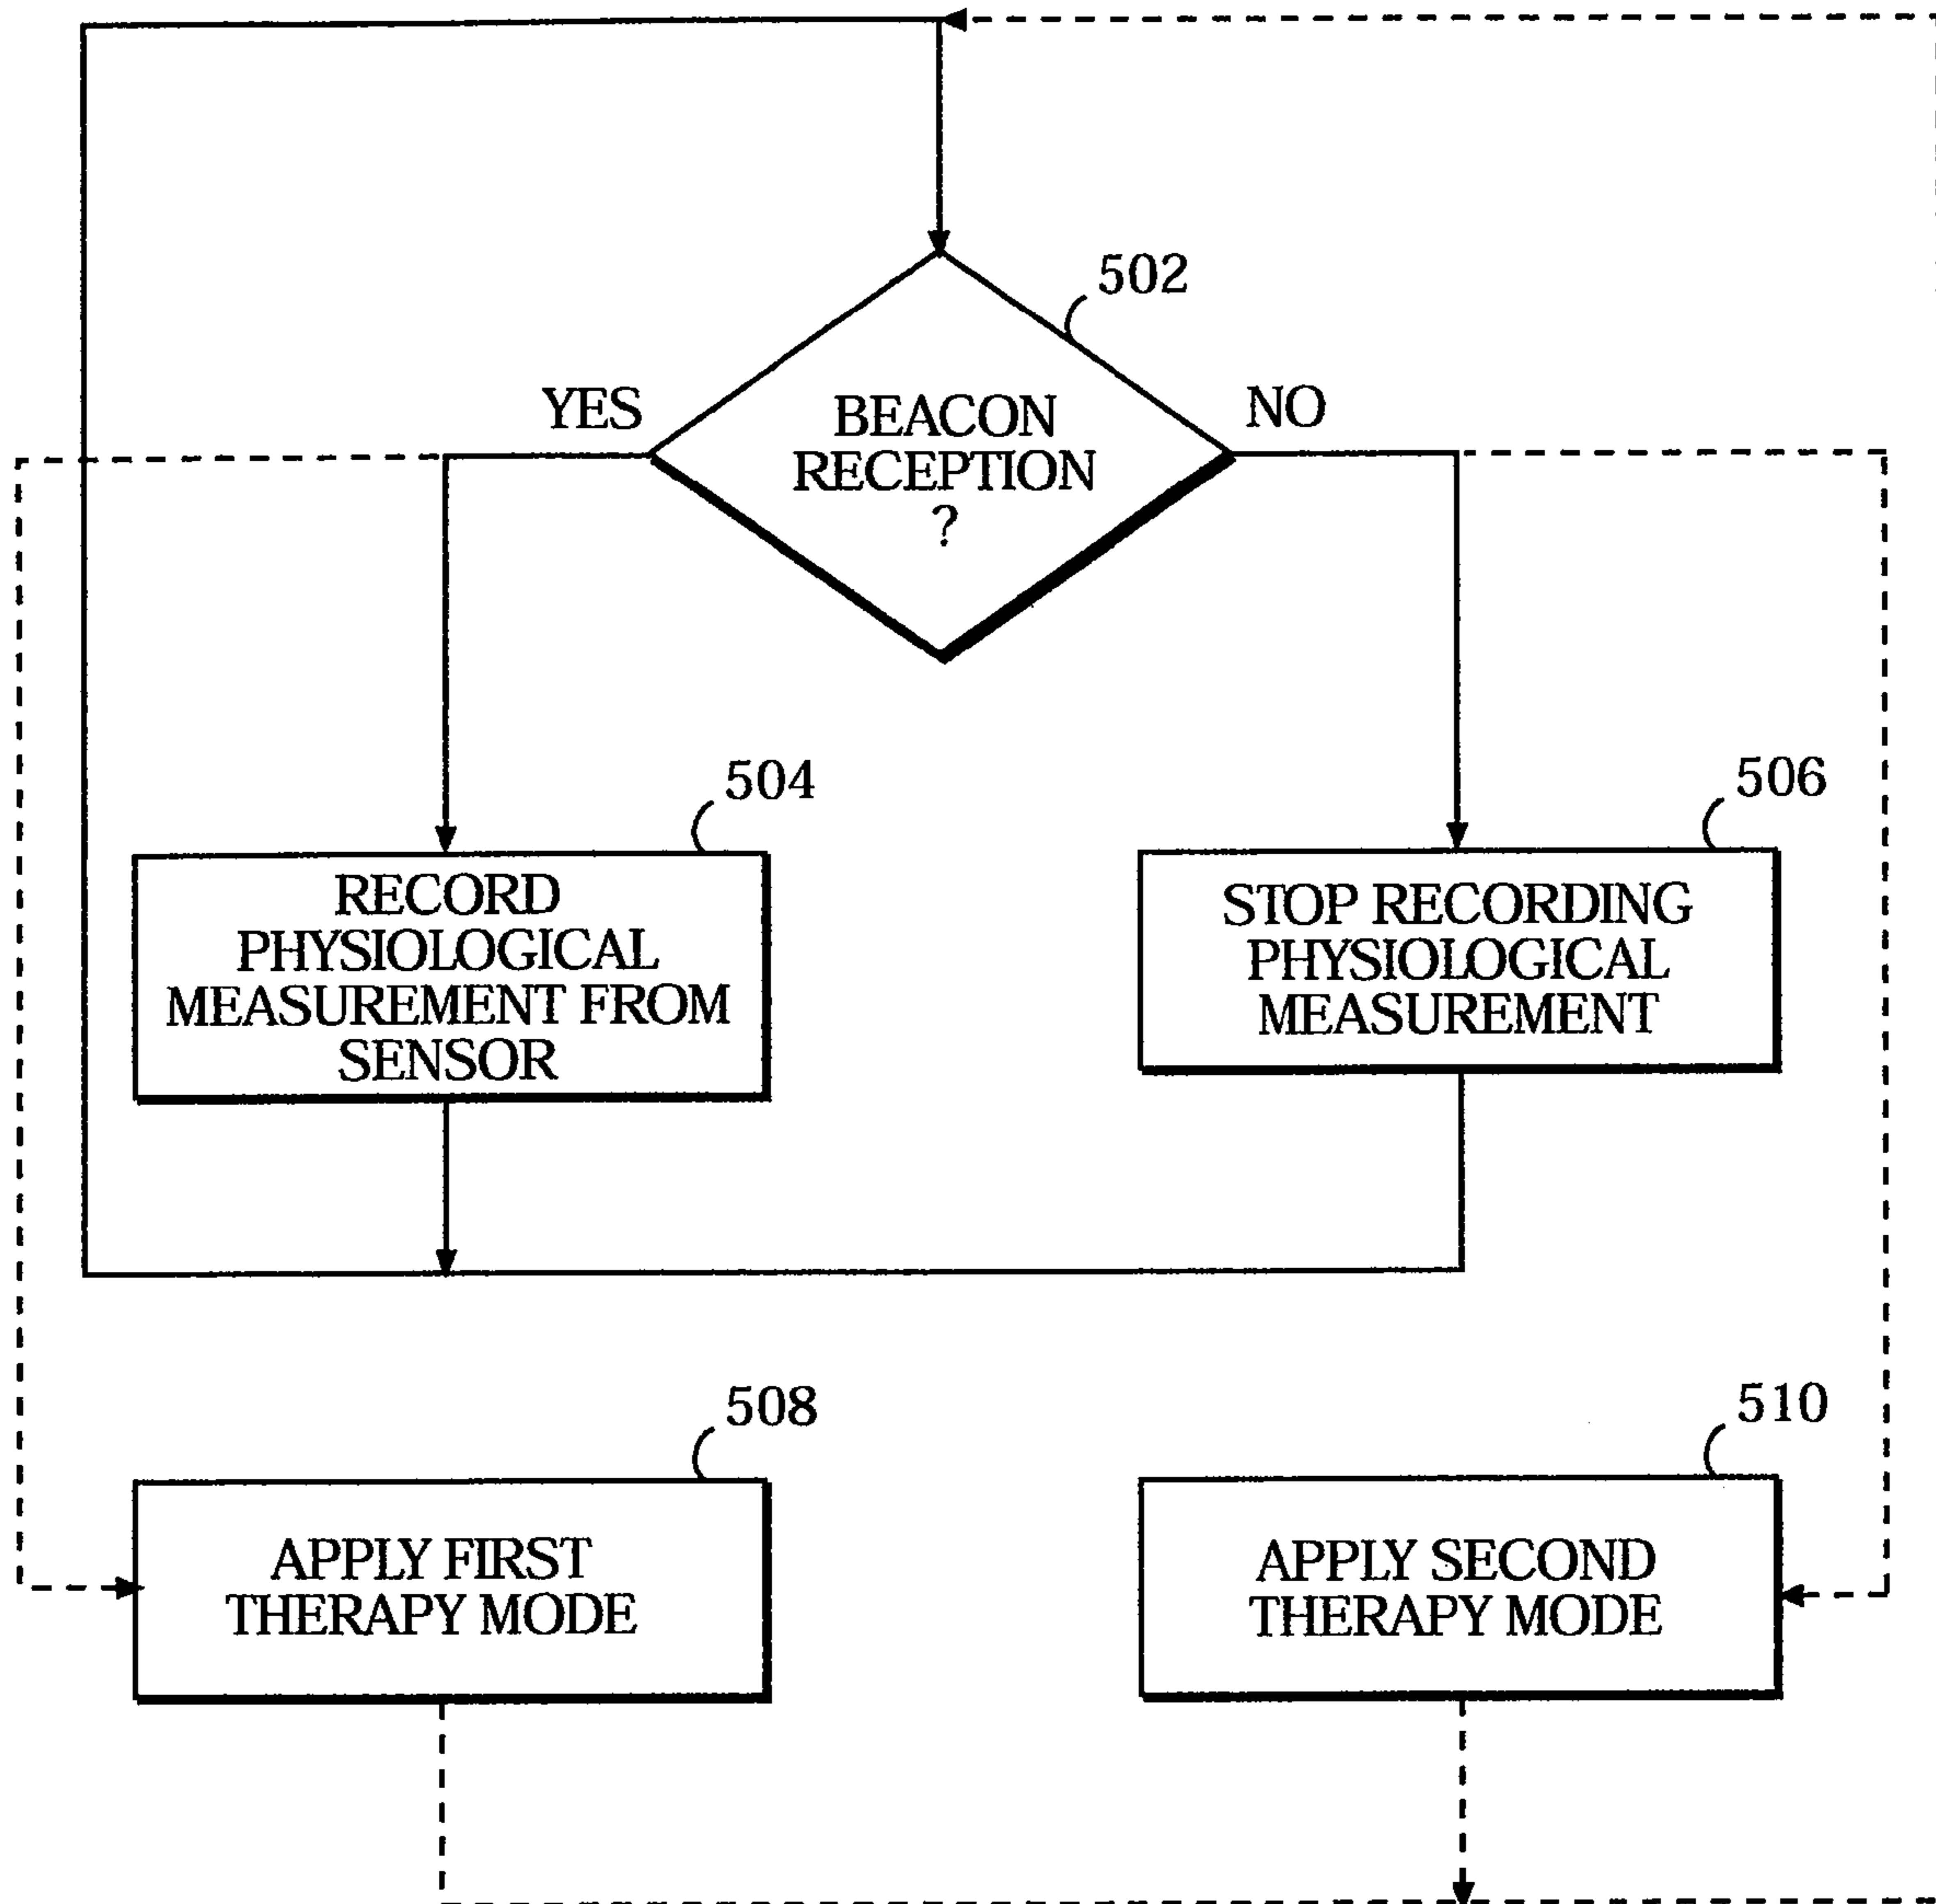 502
YES
NO
BEACON
RECEPTION
?
504
506
RECORD
PHYSIOLOGICAL
MEASUREMENT FROM
SENSOR
STOP RECORDING
PHYSIOLOGICAL
MEASUREMENT
508
510
APPLY FIRST
THERAPY MODE
APPLY SECOND
THERAPY MODE